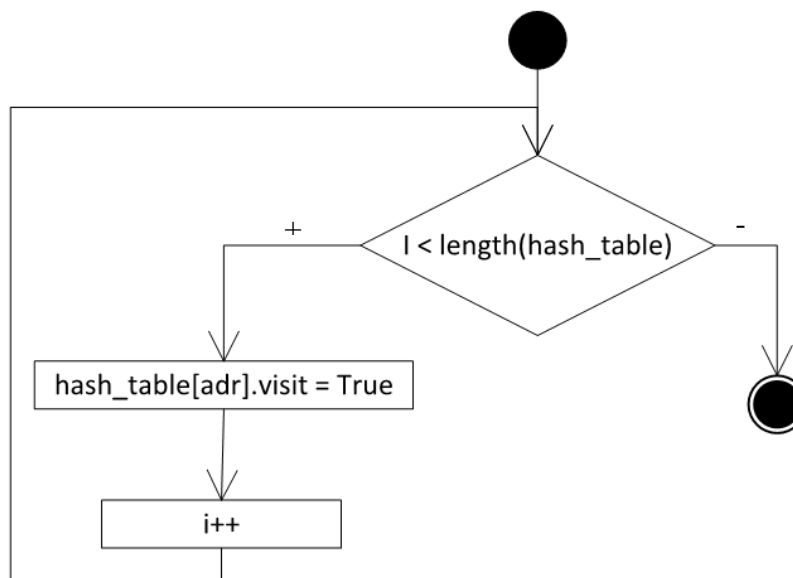 I < length(hash_table)
+
-
hash_table[adr].visit = True
i++